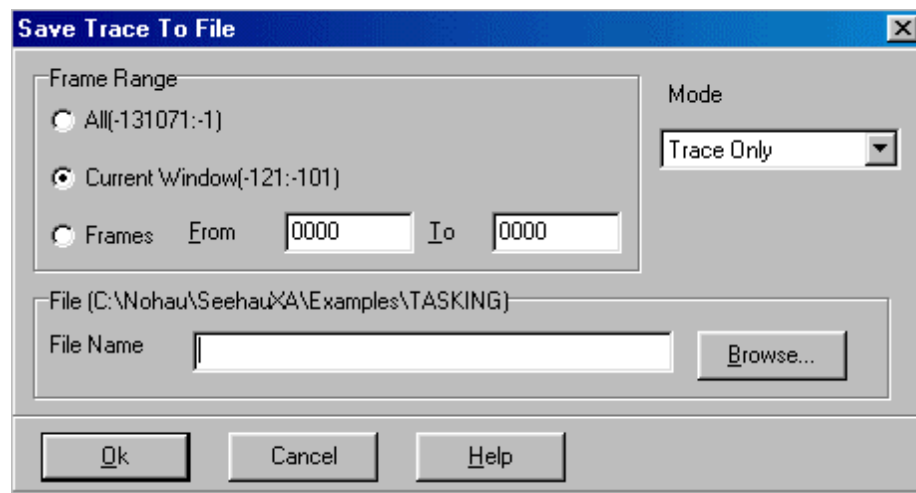 Save Trace To File
Frame Range
All(-131071:-1)
Current Window(-121:-101)
Frames From 0000 To 0000
Mode
Trace Only
File (C:\Nohau\SeehauXA\Examples\TASKING)
File Name
Browse...
Ok Cancel Help